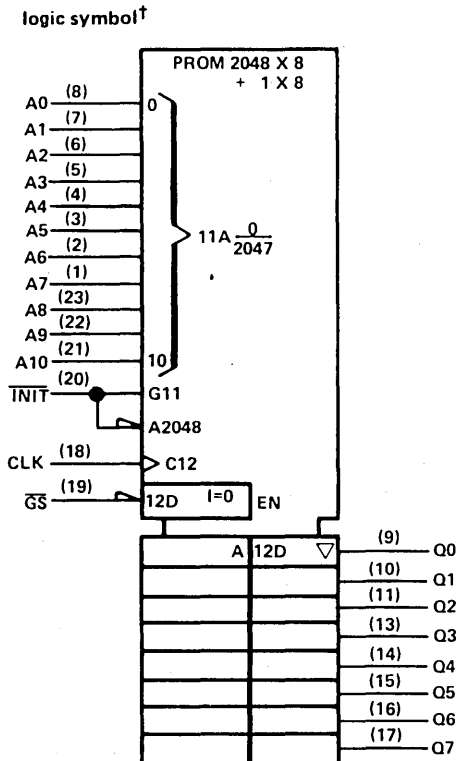 logic symbol†
PROM 2048 X 8
+ 1 X 8
A0 (8) 0
A1 (7)
A2 (6)
A3 (5)
A4 (4)
A5 (3)
11A 0/2047
A6 (2)
A7 (1)
A8 (23)
A9 (22)
A10 (21) 10
INIT (20) G11
A2048
CLK (18) C12
GS (19) 12D I=0 EN
A 12D ▽ (9) Q0
(10) Q1
(11) Q2
(13) Q3
(14) Q4
(15) Q5
(16) Q6
(17) Q7